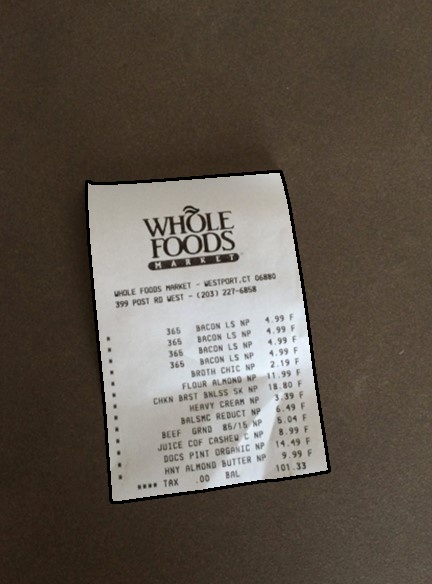 WHOLE
FOODS
MARKET
WHOLE FOODS MARKET - WESTPORT,CT 06880
399 POST RD WEST - (203) 227-6858
365 BACON LS NP 4.99 F
365 BACON LS NP 4.99 F
365 BACON LS NP 4.99 F
365 BACON LS NP 4.99 F
BROTH CHIC NP 2.19 F
FLOUR ALMOND NP 11.99 F
CHKN BRST BNLSS SK NP 18.80 F
HEAVY CREAM NP 3.39 F
BALSMC REDUCT NP 6.49 F
BEEF GRND 85/15 NP 5.04 F
JUICE COF CASHEW C NP 8.99 F
DOCS PINT ORGANIC NP 14.49 F
HNY ALMOND BUTTER NP 9.99 F
**** TAX .00 BAL 101.33